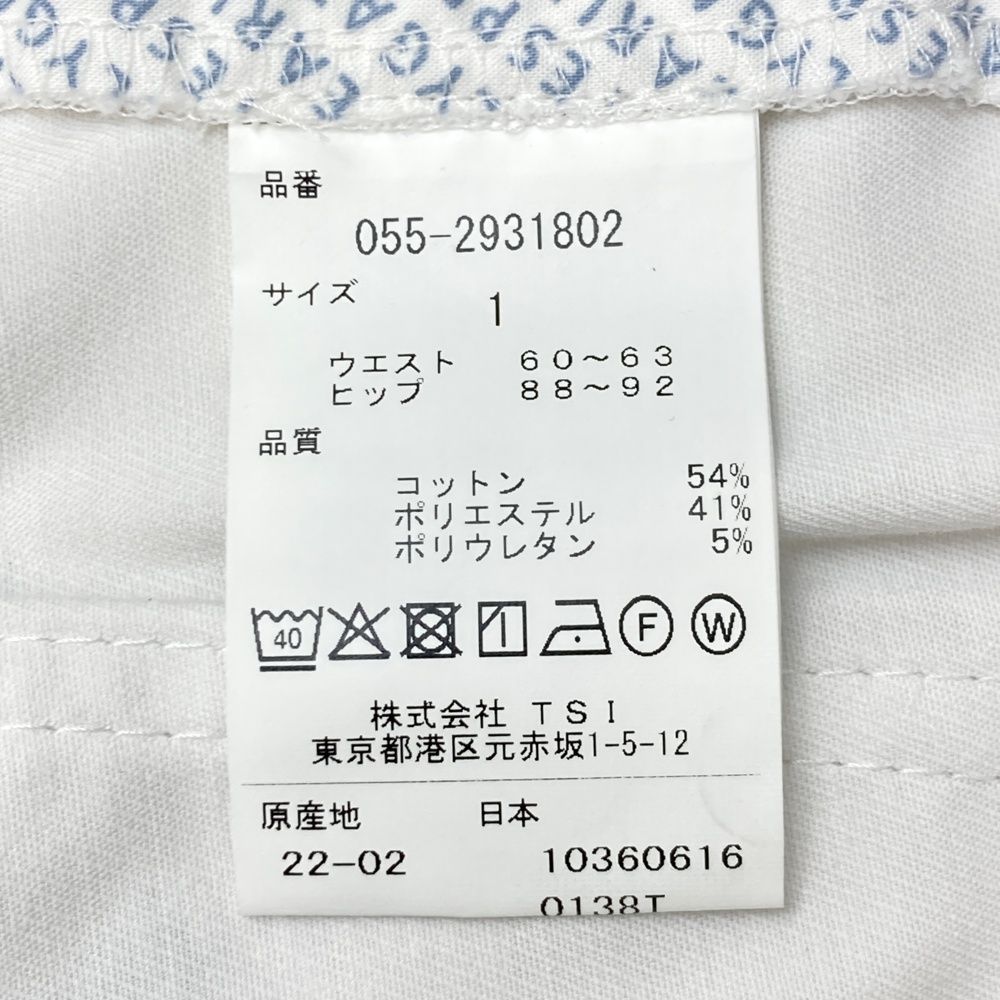 品番
055-2931802
サイズ 1
ウエスト 60～63
ヒップ 88～92
品質
コットン 54%
ポリエステル 41%
ポリウレタン 5%
40 F W
株式会社 TSI
東京都港区元赤坂1-5-12
原産地 日本
22-02 10360616
0138T